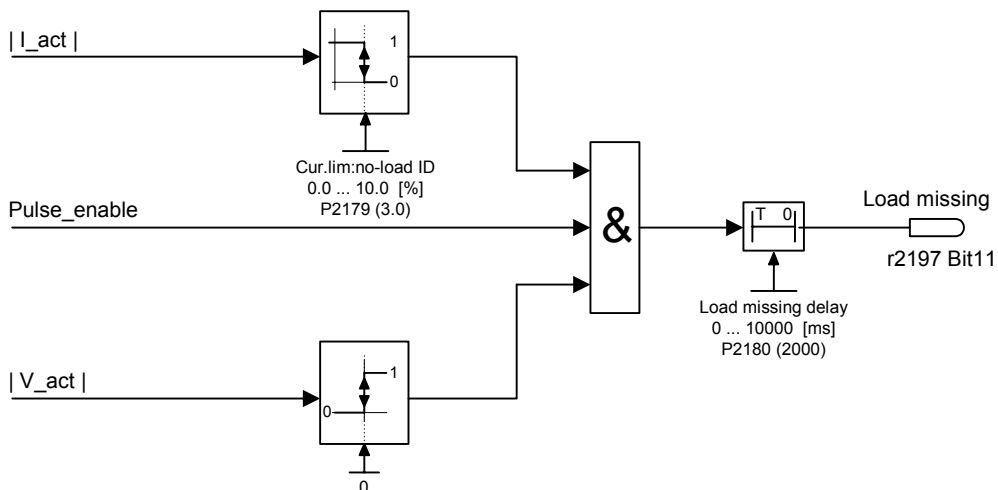 | I_act |
1
0
Cur.lim:no-load ID
0.0 ... 10.0 [%]
P2179 (3.0)
Pulse_enable
&
T 0
Load missing
r2197 Bit11
Load missing delay
0 ... 10000 [ms]
P2180 (2000)
| V_act |
1
0
0